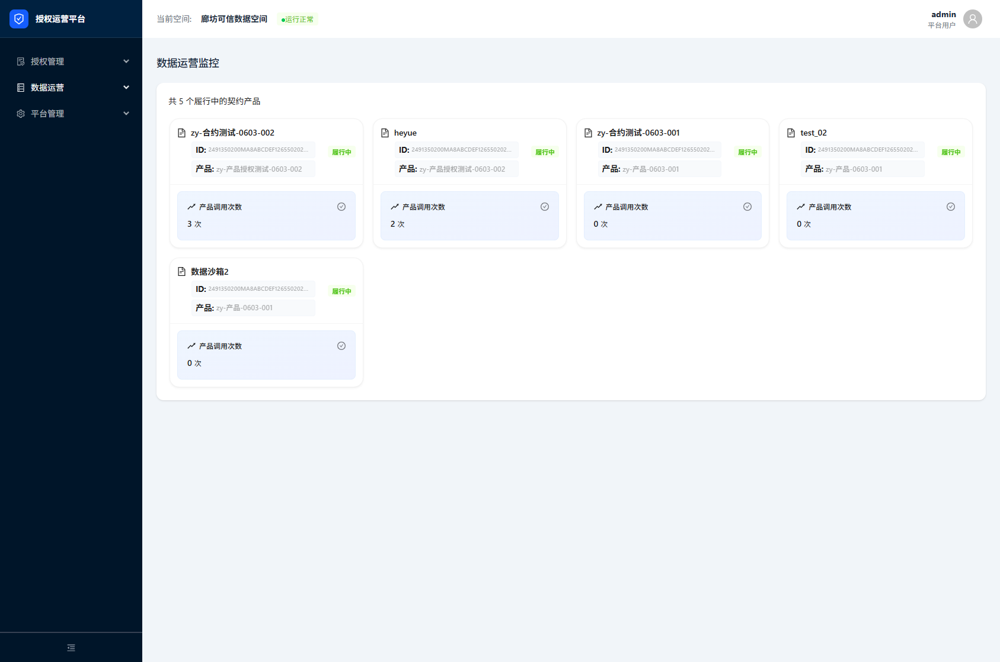 授权运营平台
当前空间: 廊坊可信数据空间 运行正常
admin
平台用户
授权管理
数据运营
平台管理
数据运营监控
共 5 个履行中的契约产品
zy-合约测试-0603-002
ID: 2491350200MA8ABCDEF126550202...
履行中
产品: zy-产品授权测试-0603-002
产品调用次数
3 次
heyue
ID: 2491350200MA8ABCDEF126550202...
履行中
产品: zy-产品授权测试-0603-002
产品调用次数
2 次
zy-合约测试-0603-001
ID: 2491350200MA8ABCDEF126550202...
履行中
产品: zy-产品-0603-001
产品调用次数
0 次
test_02
ID: 2491350200MA8ABCDEF126550202...
履行中
产品: zy-产品-0603-001
产品调用次数
0 次
数据沙箱2
ID: 2491350200MA8ABCDEF126550202...
履行中
产品: zy-产品-0603-001
产品调用次数
0 次